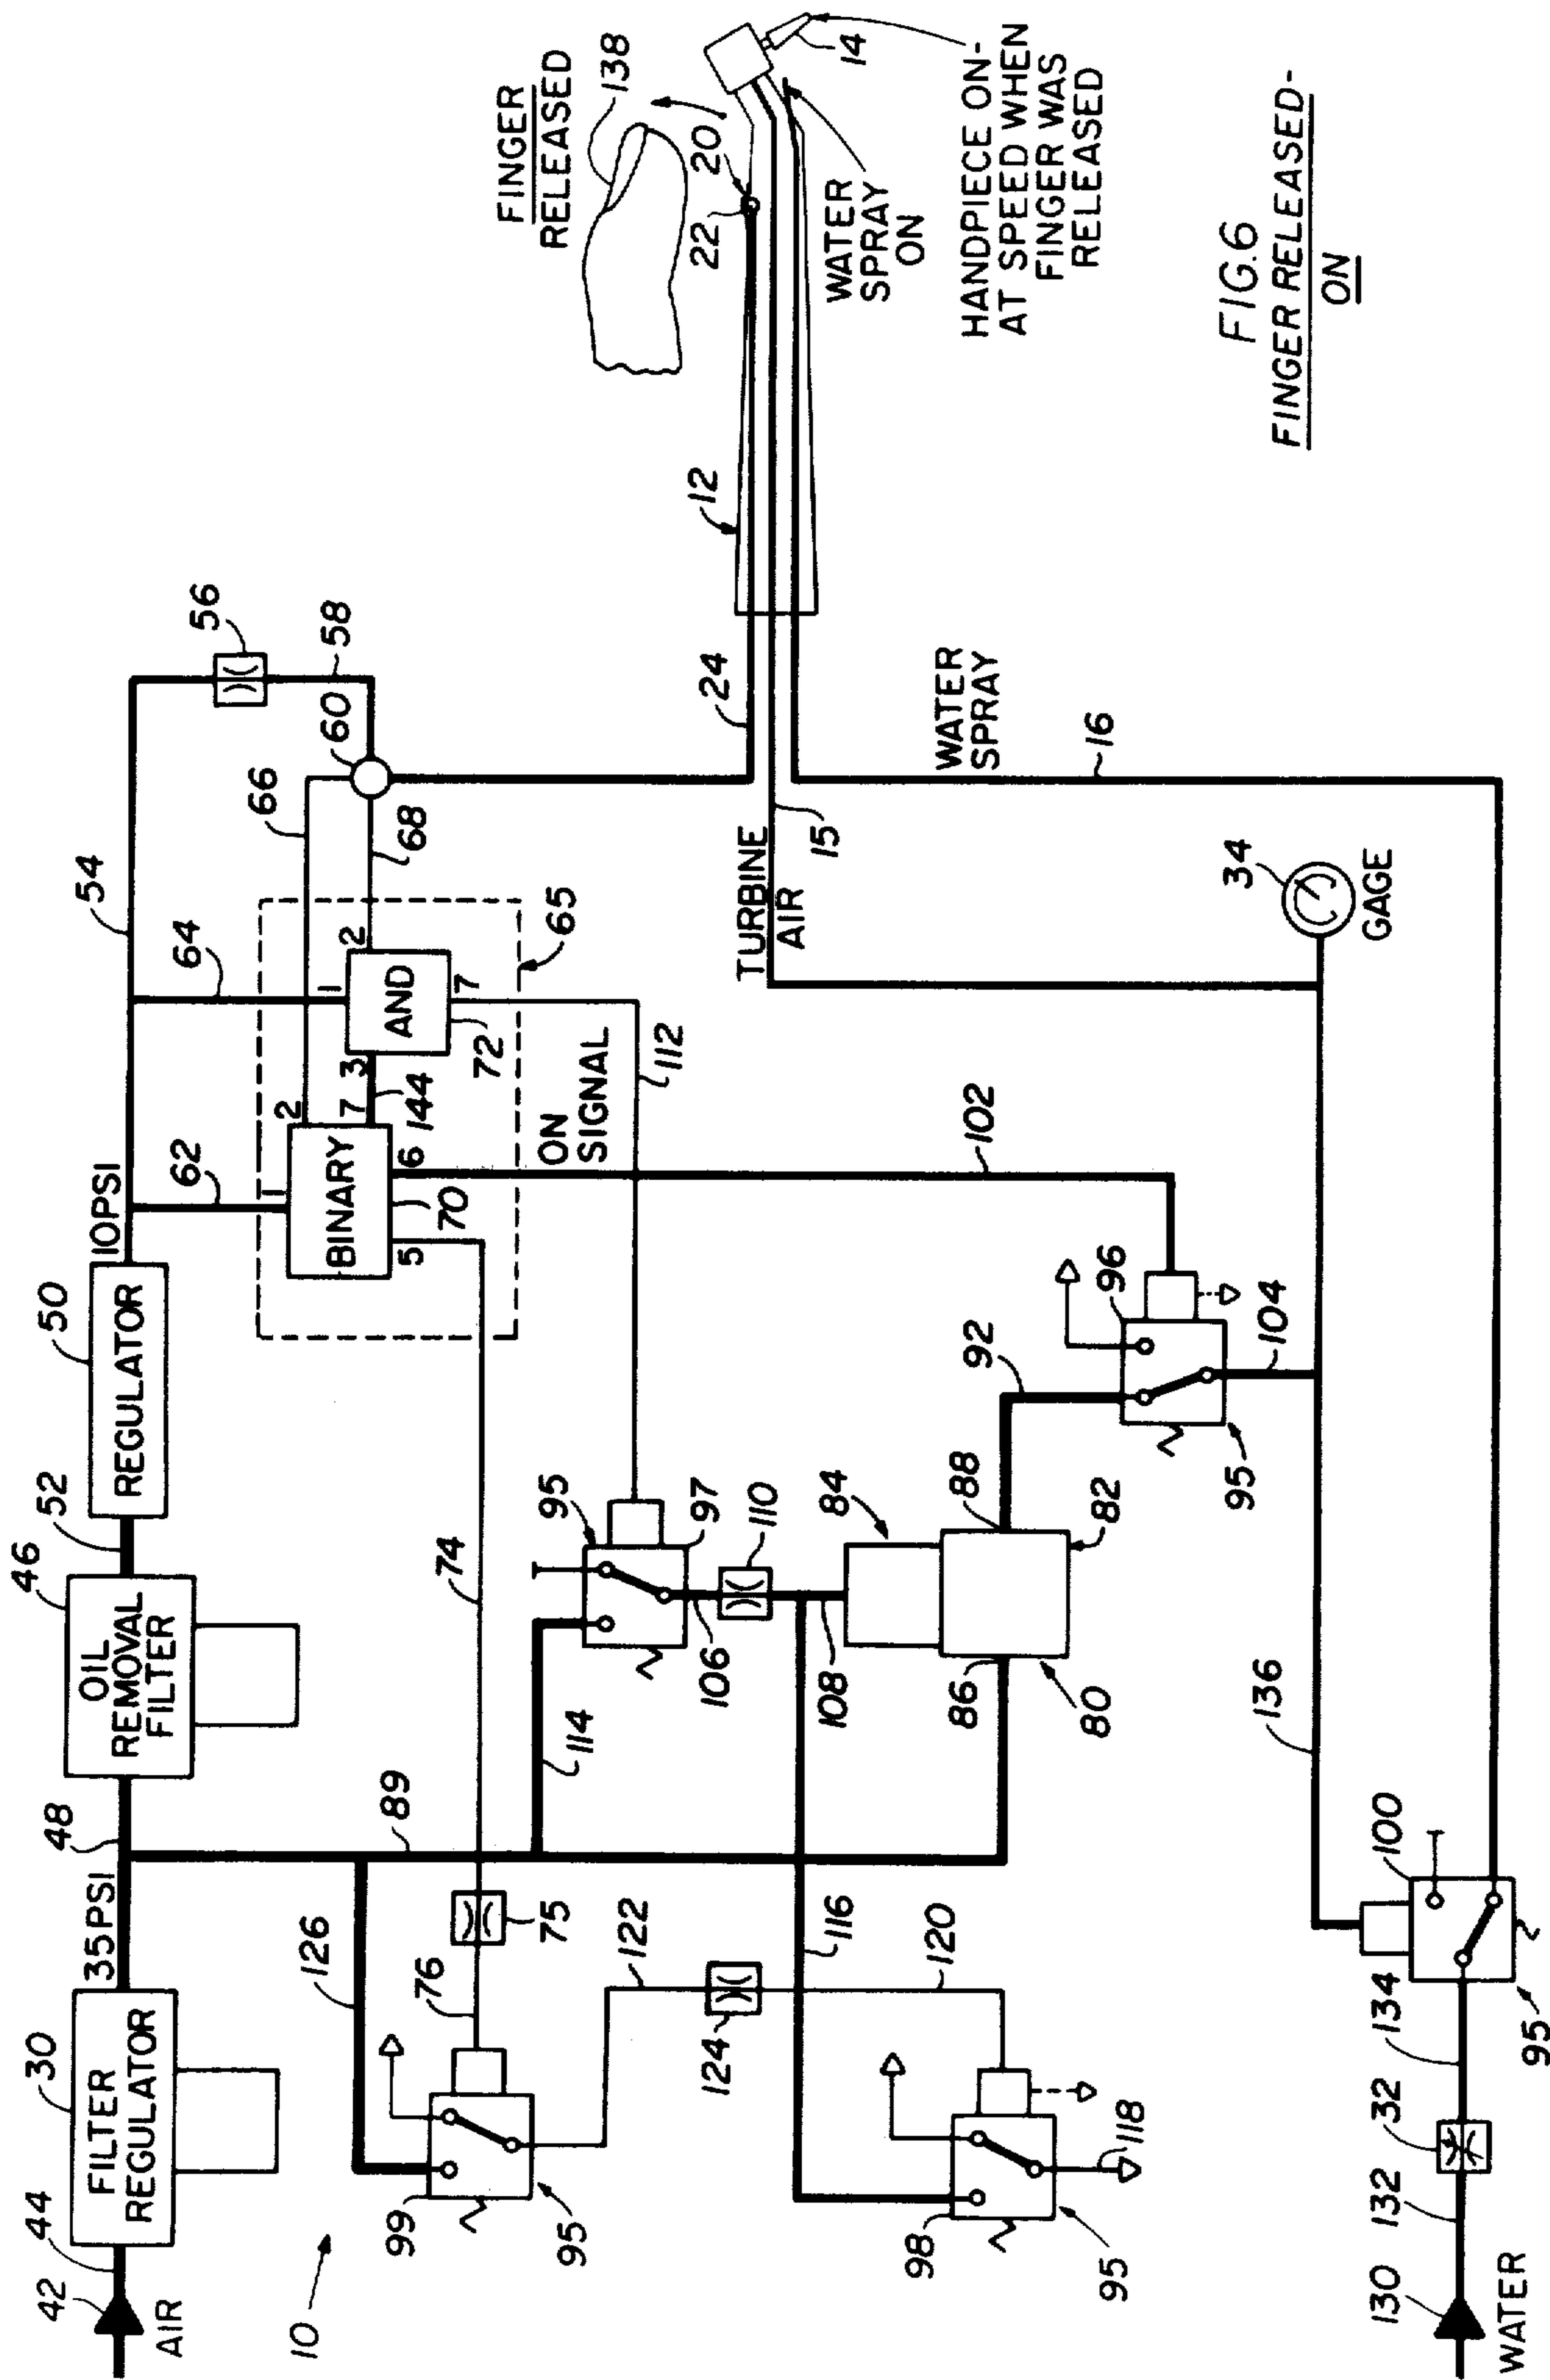 FIG.6
FINGER RELEASED-
ON
42
44
AIR
10
30
FILTER
REGULATOR
35PSI
48
46
OIL
REMOVAL
FILTER
52
50
REGULATOR
10PSI
54
62
64
66
56
58
60
68
1
2
BINARY
7
5
6
70
144
1
2
3
AND
7
72
65
ON
SIGNAL
112
102
24
12
FINGER
RELEASED
138
22
20
14
WATER
SPRAY
ON
HANDPIECE ON-
AT SPEED WHEN
FINGER WAS
RELEASED
TURBINE
AIR
15
WATER
SPRAY
16
34
GAGE
126
89
74
75
76
99
95
122
124
120
114
95
97
106
110
108
84
86
88
82
80
92
96
95
104
116
98
118
95
136
100
95
134
32
132
130
WATER